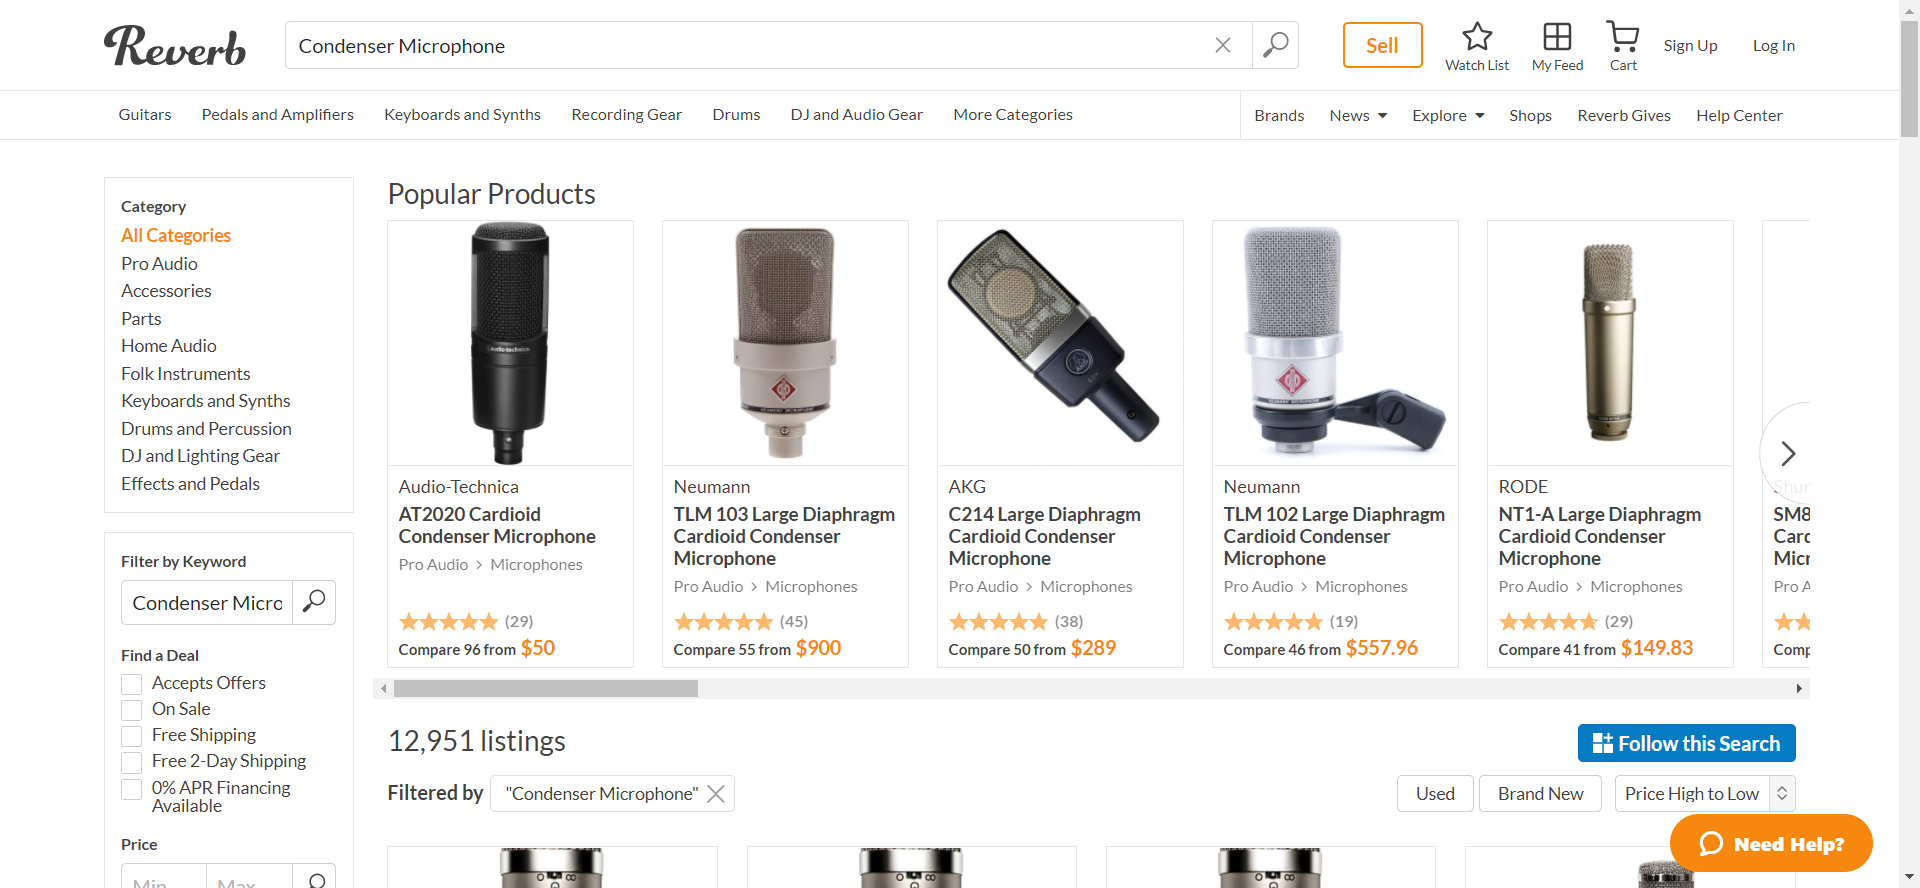 Reverb
Condenser Microphone
Sell
Watch List
My Feed
Cart
Sign Up
Log In
Guitars
Pedals and Amplifiers
Keyboards and Synths
Recording Gear
Drums
DJ and Audio Gear
More Categories
Brands
News
Explore
Shops
Reverb Gives
Help Center
Category
All Categories
Pro Audio
Accessories
Parts
Home Audio
Folk Instruments
Keyboards and Synths
Drums and Percussion
DJ and Lighting Gear
Effects and Pedals
Filter by Keyword
Condenser Micro
Find a Deal
Accepts Offers
On Sale
Free Shipping
Free 2-Day Shipping
0% APR Financing
Available
Price
Min
Max
Popular Products
audio-technica
Audio-Technica
AT2020 Cardioid
Condenser Microphone
Pro Audio > Microphones
(29)
Compare 96 from $50
Neumann
TLM 103 Large Diaphragm
Cardioid Condenser
Microphone
Pro Audio > Microphones
(45)
Compare 55 from $900
AKG
AKG
C214 Large Diaphragm
Cardioid Condenser
Microphone
Pro Audio > Microphones
(38)
Compare 50 from $289
Neumann
TLM 102 Large Diaphragm
Cardioid Condenser
Microphone
Pro Audio > Microphones
(19)
Compare 46 from $557.96
RODE
NT1-A Large Diaphragm
Cardioid Condenser
Microphone
Pro Audio > Microphones
(29)
Compare 41 from $149.83
Shur
SM8
Card
Micr
Pro A
Comp
12,951 listings
Follow this Search
Filtered by
"Condenser Microphone"
Used
Brand New
Price High to Low
Need Help?